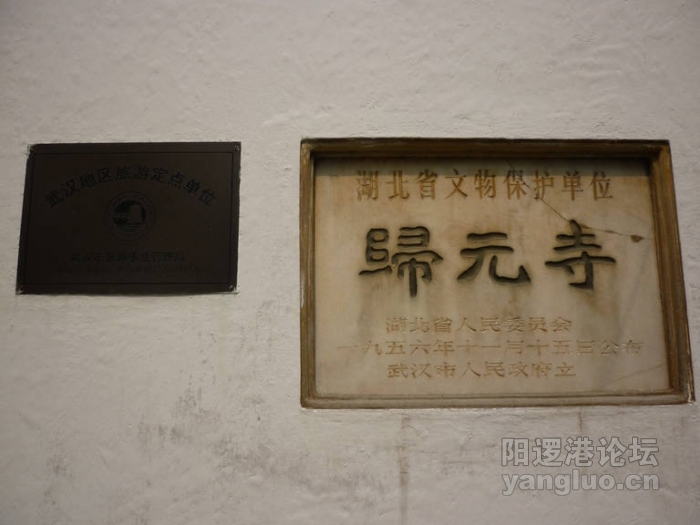 武汉地区旅游定点单位
湖北省文物保护单位
歸元寺
湖北省人民委员会
一九五六年十一月十五日公布
武汉市人民政府立
阳逻港论坛
yangluo.cn